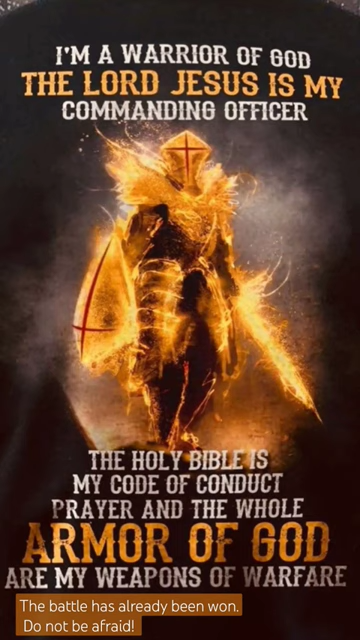 I'M A WARRIOR OF GOD
THE LORD JESUS IS MY
COMMANDING OFFICER
THE HOLY BIBLE IS
MY CODE OF CONDUCT
PRAYER AND THE WHOLE
ARMOR OF GOD
ARE MY WEAPONS OF WARFARE
The battle has already been won.
Do not be afraid!